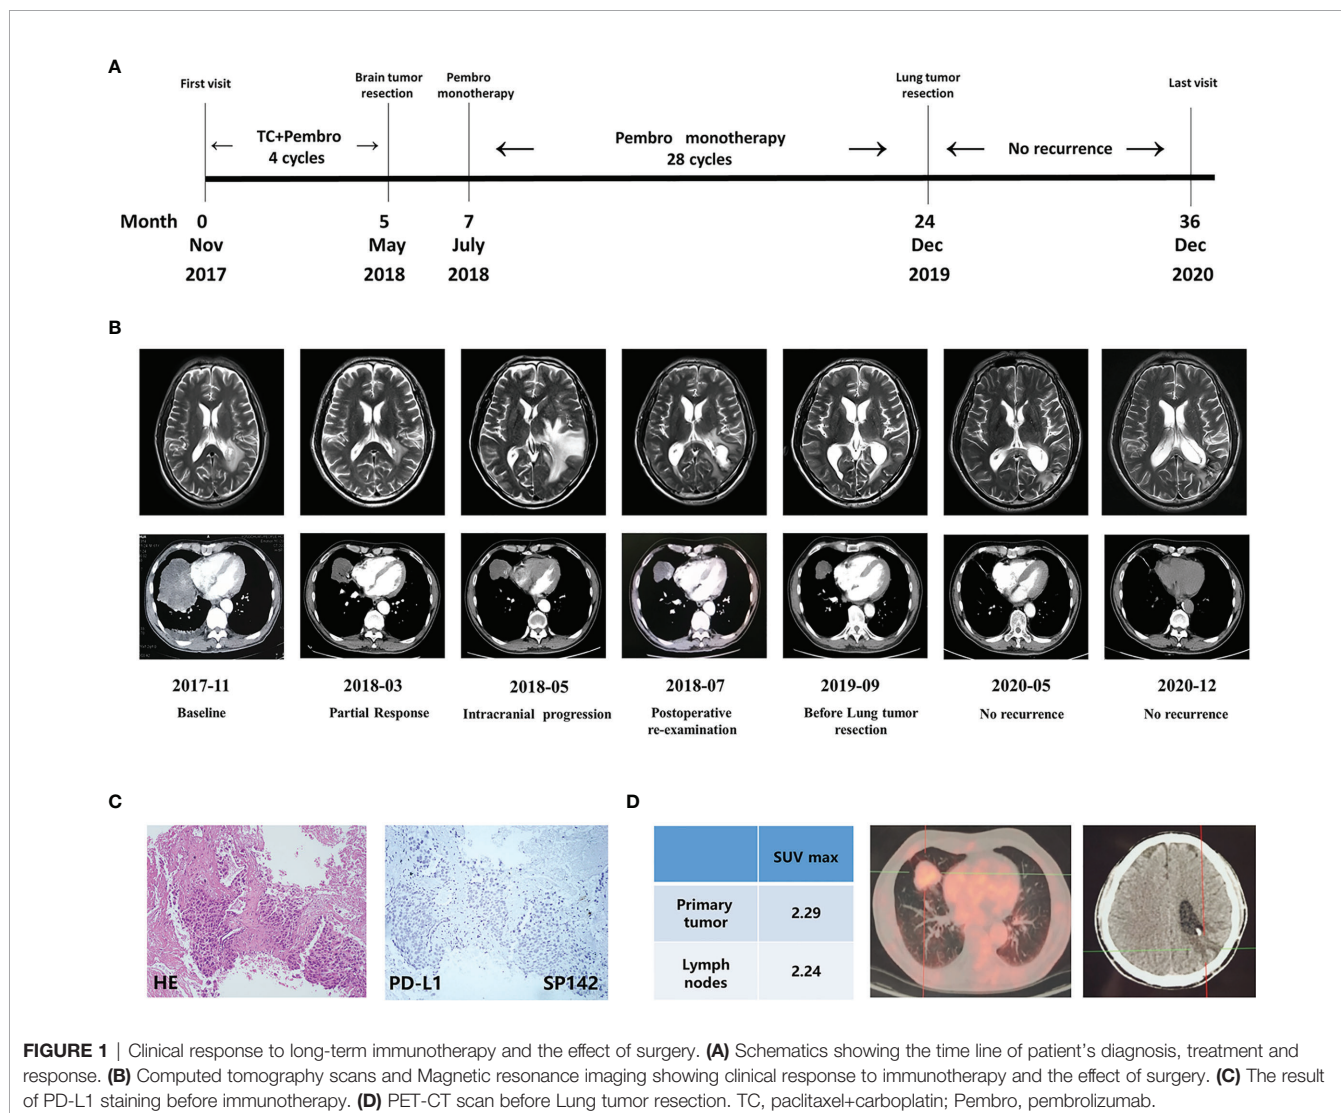 A
First visit
Brain tumor
resection
Pembro
monotherapy
Lung tumor
resection
Last visit
TC+Pembro
4 cycles
Pembro monotherapy
28 cycles
No recurrence
Month 0 5 7 24 36
Nov May July Dec Dec
2017 2018 2018 2019 2020
B
2017-11 2018-03 2018-05 2018-07 2019-09 2020-05 2020-12
Baseline
Partial Response
Intracranial progression
Postoperative
re-examination
Before Lung tumor
resection
No recurrence
No recurrence
C
HE
PD-L1 SP142
D
SUV max
Primary
tumor
2.29
Lymph
nodes
2.24
FIGURE 1 | Clinical response to long-term immunotherapy and the effect of surgery. (A) Schematics showing the time line of patient's diagnosis, treatment and
response. (B) Computed tomography scans and Magnetic resonance imaging showing clinical response to immunotherapy and the effect of surgery. (C) The result
of PD-L1 staining before immunotherapy. (D) PET-CT scan before Lung tumor resection. TC, paclitaxel+carboplatin; Pembro, pembrolizumab.